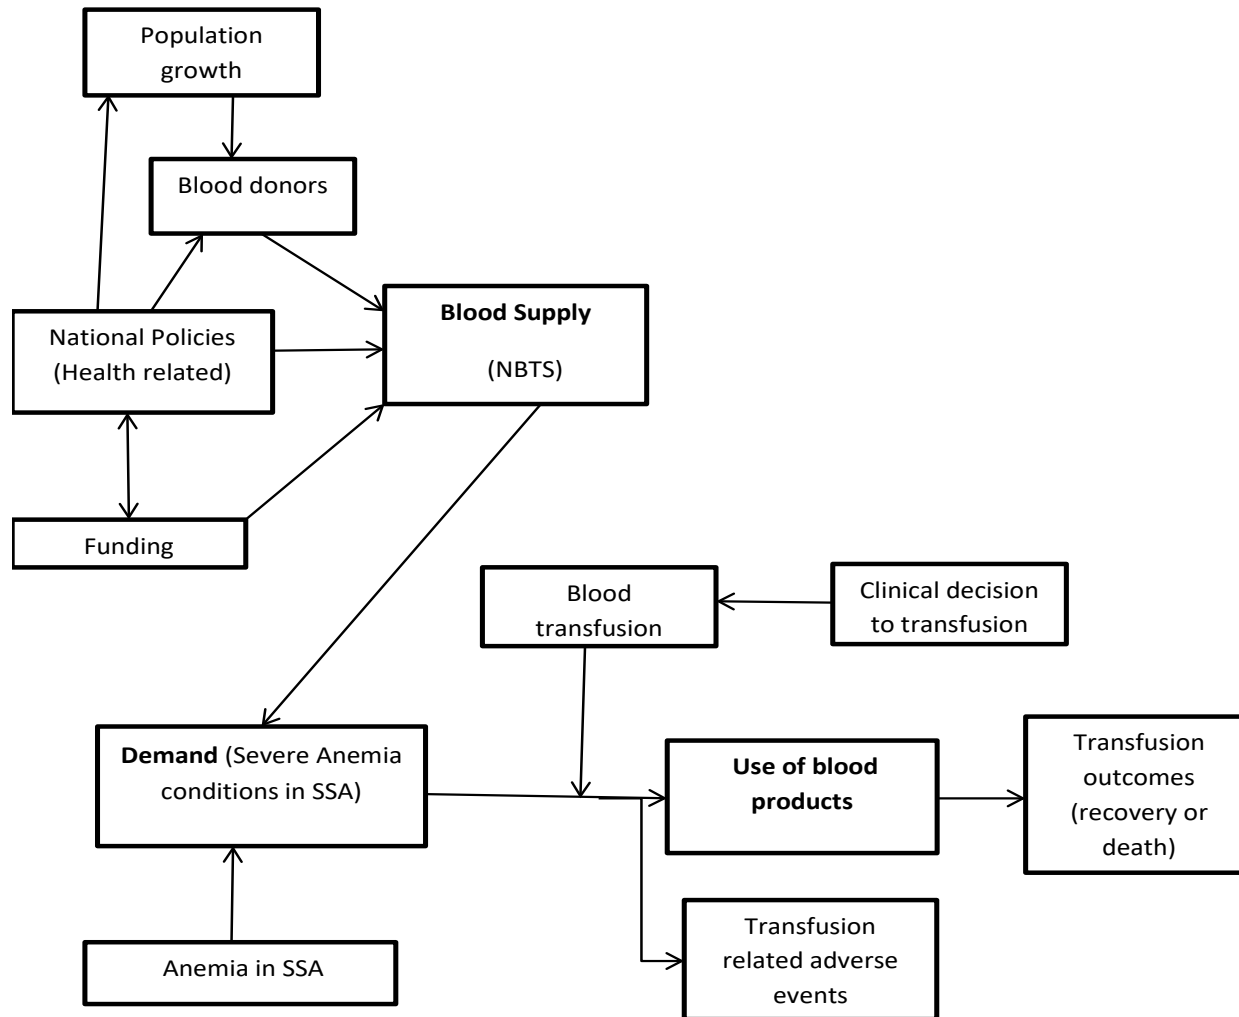 Population
growth
Blood donors
Blood Supply
(NBTS)
National Policies
(Health related)
Funding
Blood
transfusion
Clinical decision
to transfusion
Demand (Severe Anemia
conditions in SSA)
Use of blood
products
Transfusion
outcomes
(recovery or
death)
Transfusion
related adverse
events
Anemia in SSA